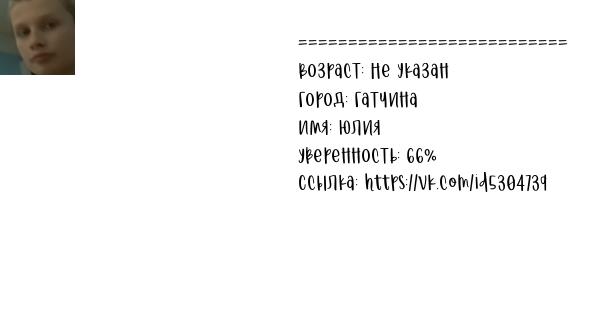 ===========================
Возраст: Не указан
Город: Гатчина
Имя: Юлия
Уверенность: 66%
Ссылка: https://vk.com/id5304739